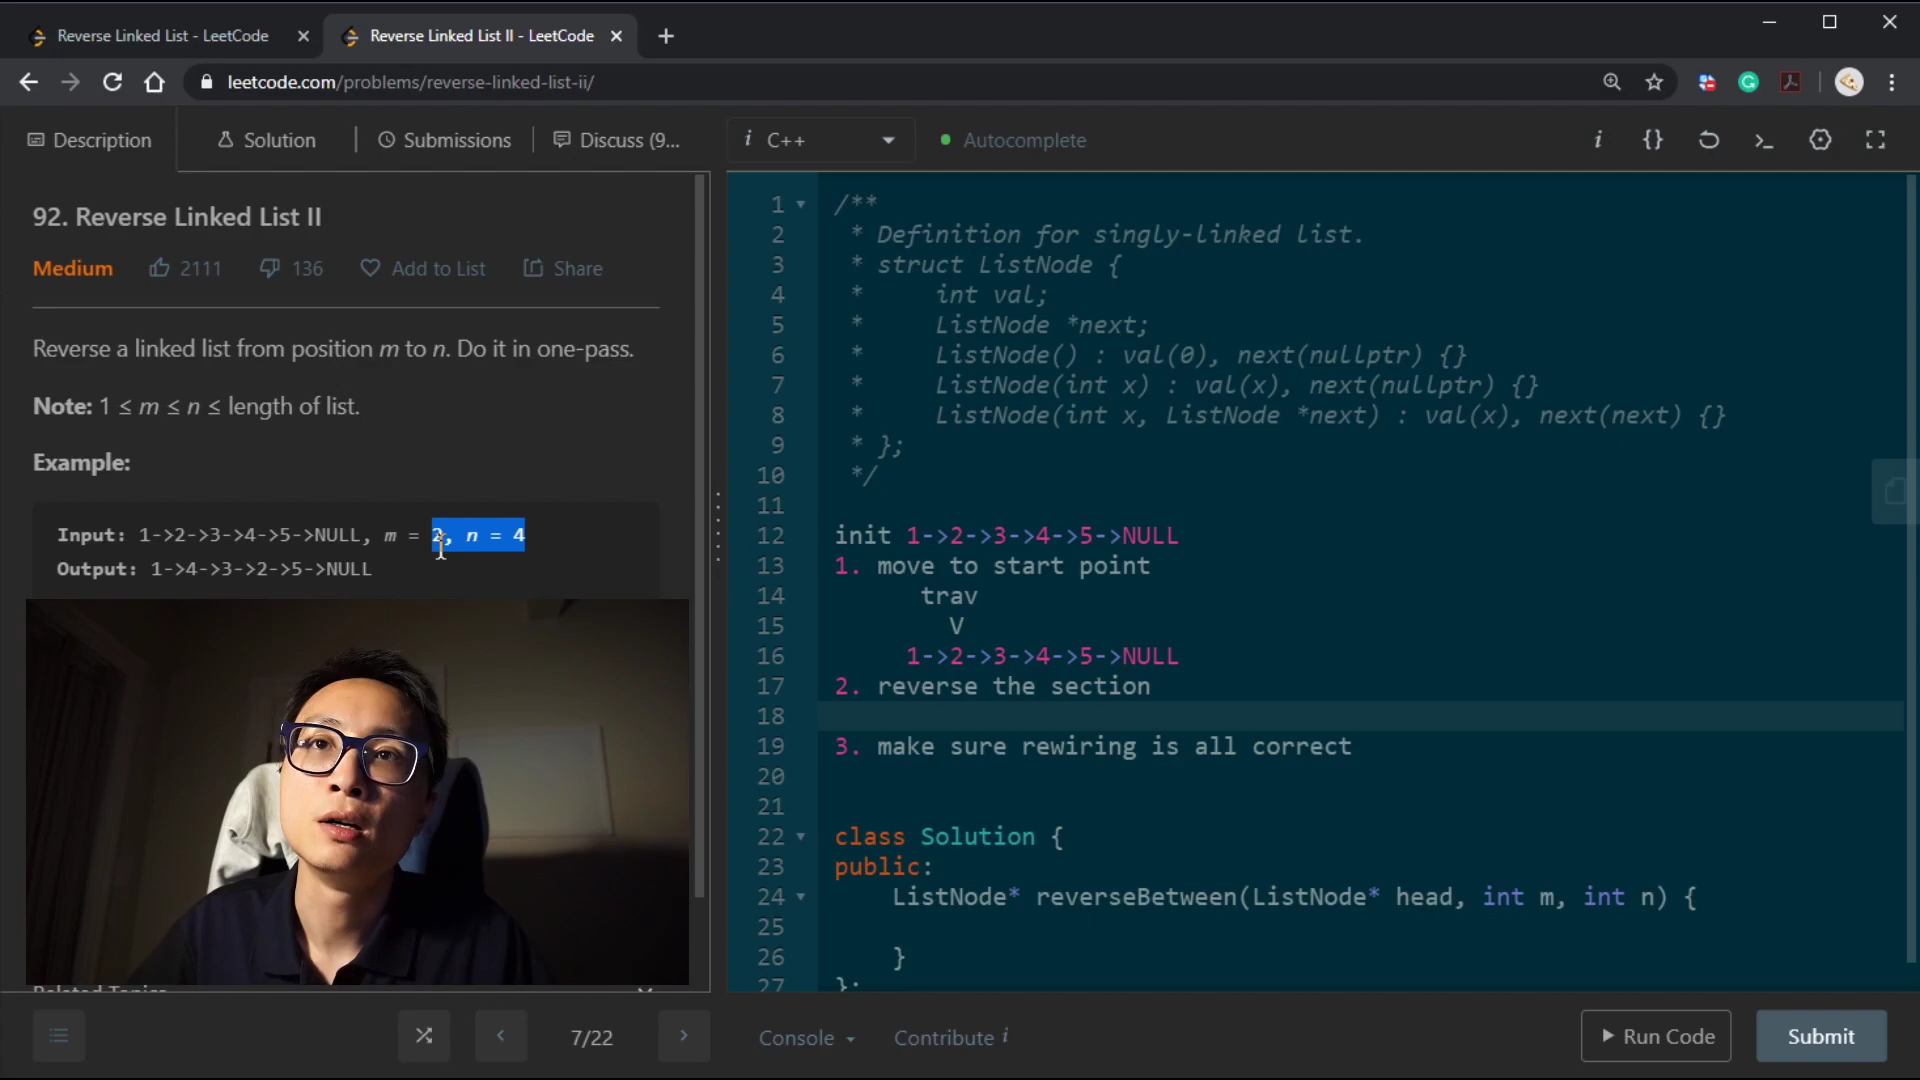 Reverse Linked List - LeetCode
Reverse Linked List II - LeetCode
leetcode.com/problems/reverse-linked-list-ii/
Description
Solution
Submissions
Discuss (9...
i C++
Autocomplete
92. Reverse Linked List II
Medium 2111 136 Add to List Share
Reverse a linked list from position m to n. Do it in one-pass.
Note: 1 ≤ m ≤ n ≤ length of list.
Example:
Input: 1->2->3->4->5->NULL, m = 2, n = 4
Output: 1->4->3->2->5->NULL
1 /**
2 * Definition for singly-linked list.
3 * struct ListNode {
4 * int val;
5 * ListNode *next;
6 * ListNode() : val(0), next(nullptr) {}
7 * ListNode(int x) : val(x), next(nullptr) {}
8 * ListNode(int x, ListNode *next) : val(x), next(next) {}
9 * };
10 */
11
12 init 1->2->3->4->5->NULL
13 1. move to start point
14 trav
15 V
16 1->2->3->4->5->NULL
17 2. reverse the section
18
19 3. make sure rewiring is all correct
20
21
22 class Solution {
23 public:
24 ListNode* reverseBetween(ListNode* head, int m, int n) {
25
26 }
27 };
Related Topics
7/22
Console
Contribute i
Run Code
Submit